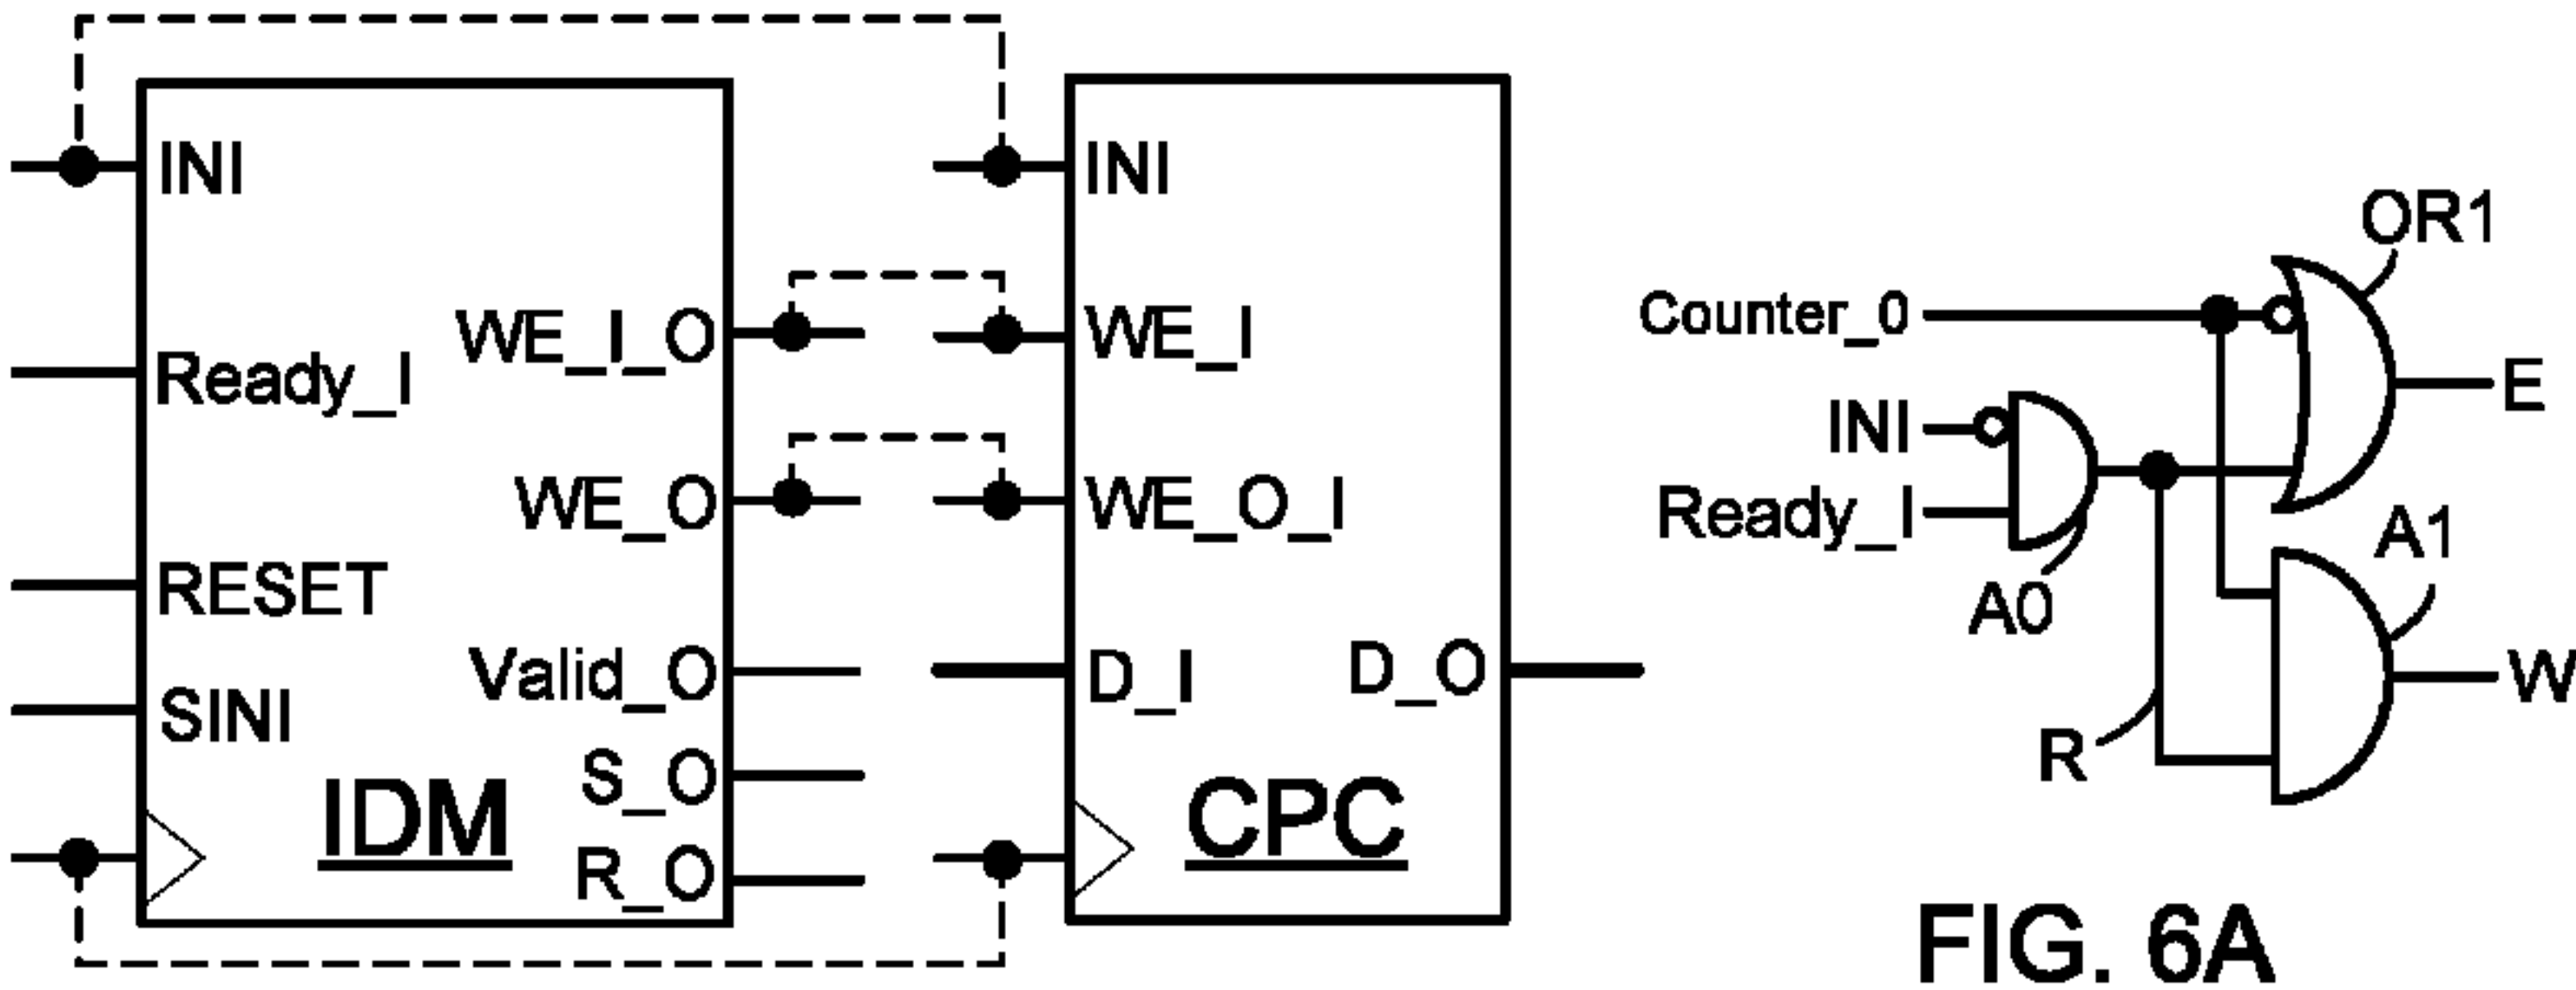 INI
Ready_I
WE_I_O
WE_O
RESET
Valid_O
SINI
S_O
R_O
IDM
INI
WE_I
WE_O_I
D_I
D_O
CPC
OR1
Counter_0
E
INI
Ready_I
A0
A1
W
R
FIG. 6A